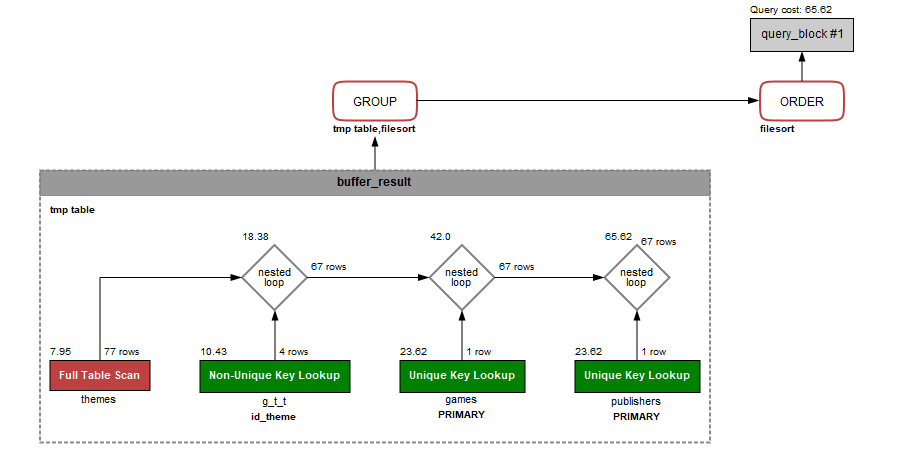 Query cost: 65.62
query_block #1
GROUP
ORDER
tmp table,filesort
filesort
buffer_result
tmp table
18.38
42.0
65.62
67 rows
nested
loop
67 rows
nested
loop
67 rows
nested
loop
7.95
77 rows
10.43
4 rows
23.62
1 row
23.62
1 row
Full Table Scan
Non-Unique Key Lookup
Unique Key Lookup
Unique Key Lookup
themes
g_t_t
games
publishers
id_theme
PRIMARY
PRIMARY